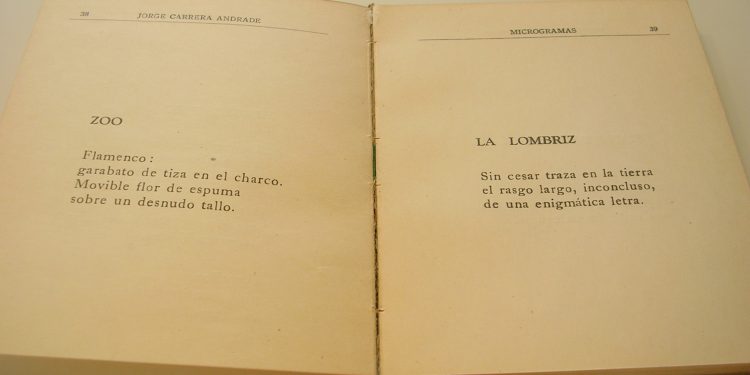 38 JORGE CARRERA ANDRADE
ZOO
Flamenco :
garabato de tiza en el charco.
Movible flor de espuma
sobre un desnudo tallo.
MICROGRAMAS 39
LA LOMBRIZ
Sin cesar traza en la tierra
el rasgo largo, inconcluso,
de una enigmática letra.